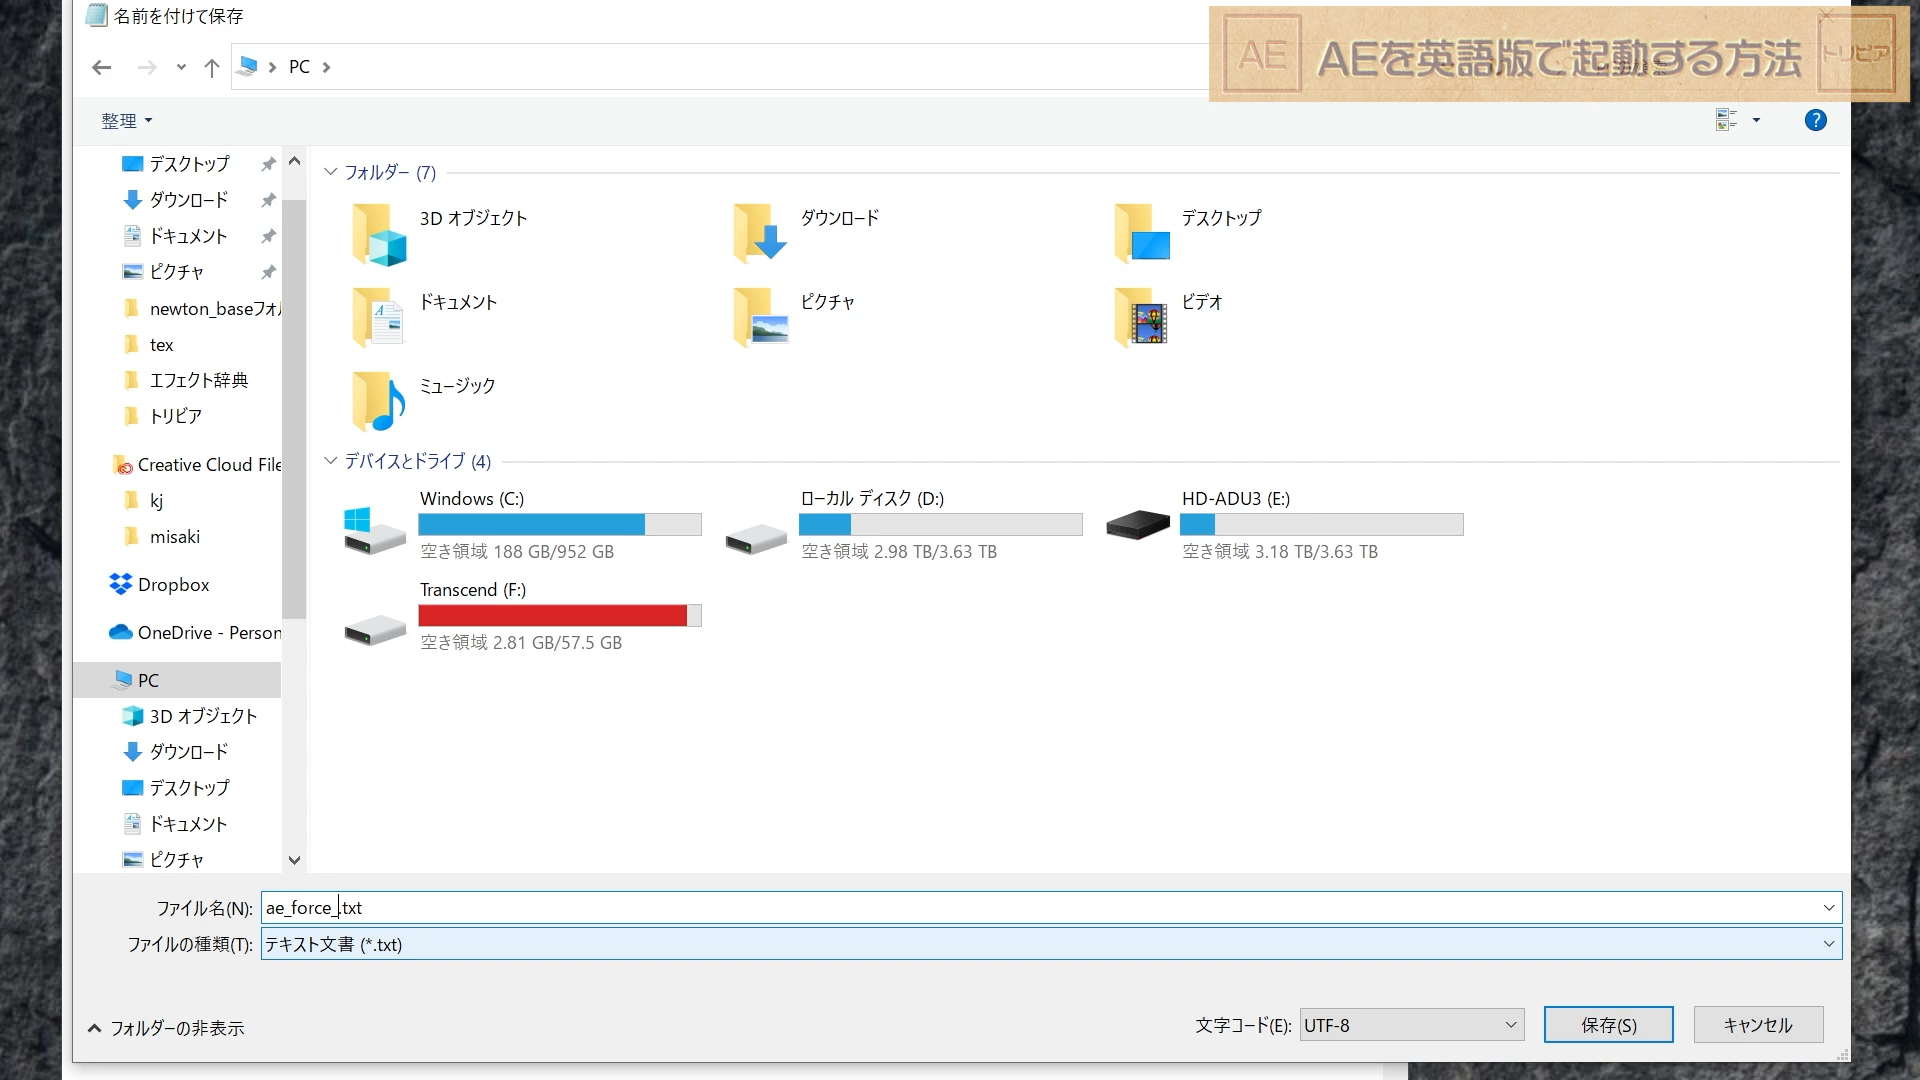 名前を付けて保存
AE
AEを英語版で起動する方法
トリビア
PC
整理
デスクトップ
ダウンロード
ドキュメント
ピクチャ
newton_baseフォル
tex
エフェクト辞典
トリビア
Creative Cloud File
kj
misaki
Dropbox
OneDrive - Person
PC
3D オブジェクト
ダウンロード
デスクトップ
ドキュメント
ピクチャ
フォルダー (7)
3D オブジェクト
ダウンロード
デスクトップ
ドキュメント
ピクチャ
ビデオ
ミュージック
デバイスとドライブ (4)
Windows (C:)
空き領域 188 GB/952 GB
ローカル ディスク (D:)
空き領域 2.98 TB/3.63 TB
HD-ADU3 (E:)
空き領域 3.18 TB/3.63 TB
Transcend (F:)
空き領域 2.81 GB/57.5 GB
ファイル名(N): ae_force_.txt
ファイルの種類(T): テキスト文書 (*.txt)
フォルダーの非表示
文字コード(E): UTF-8
保存(S)
キャンセル